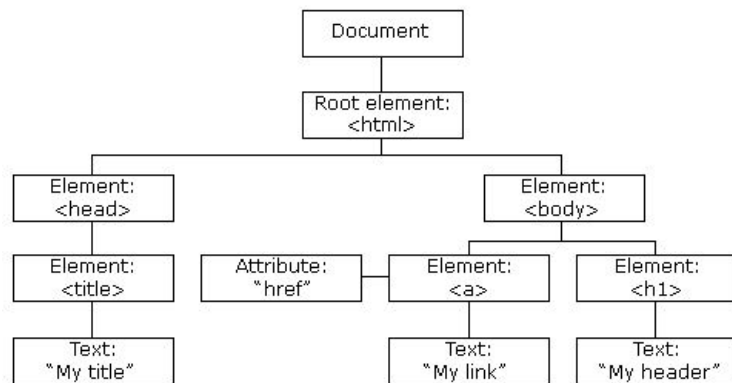 Document
Root element:
<html>
Element:
<head>
Element:
<body>
Element:
<title>
Attribute:
“href”
Element:
<a>
Element:
<h1>
Text:
“My title”
Text:
“My link”
Text:
“My header”